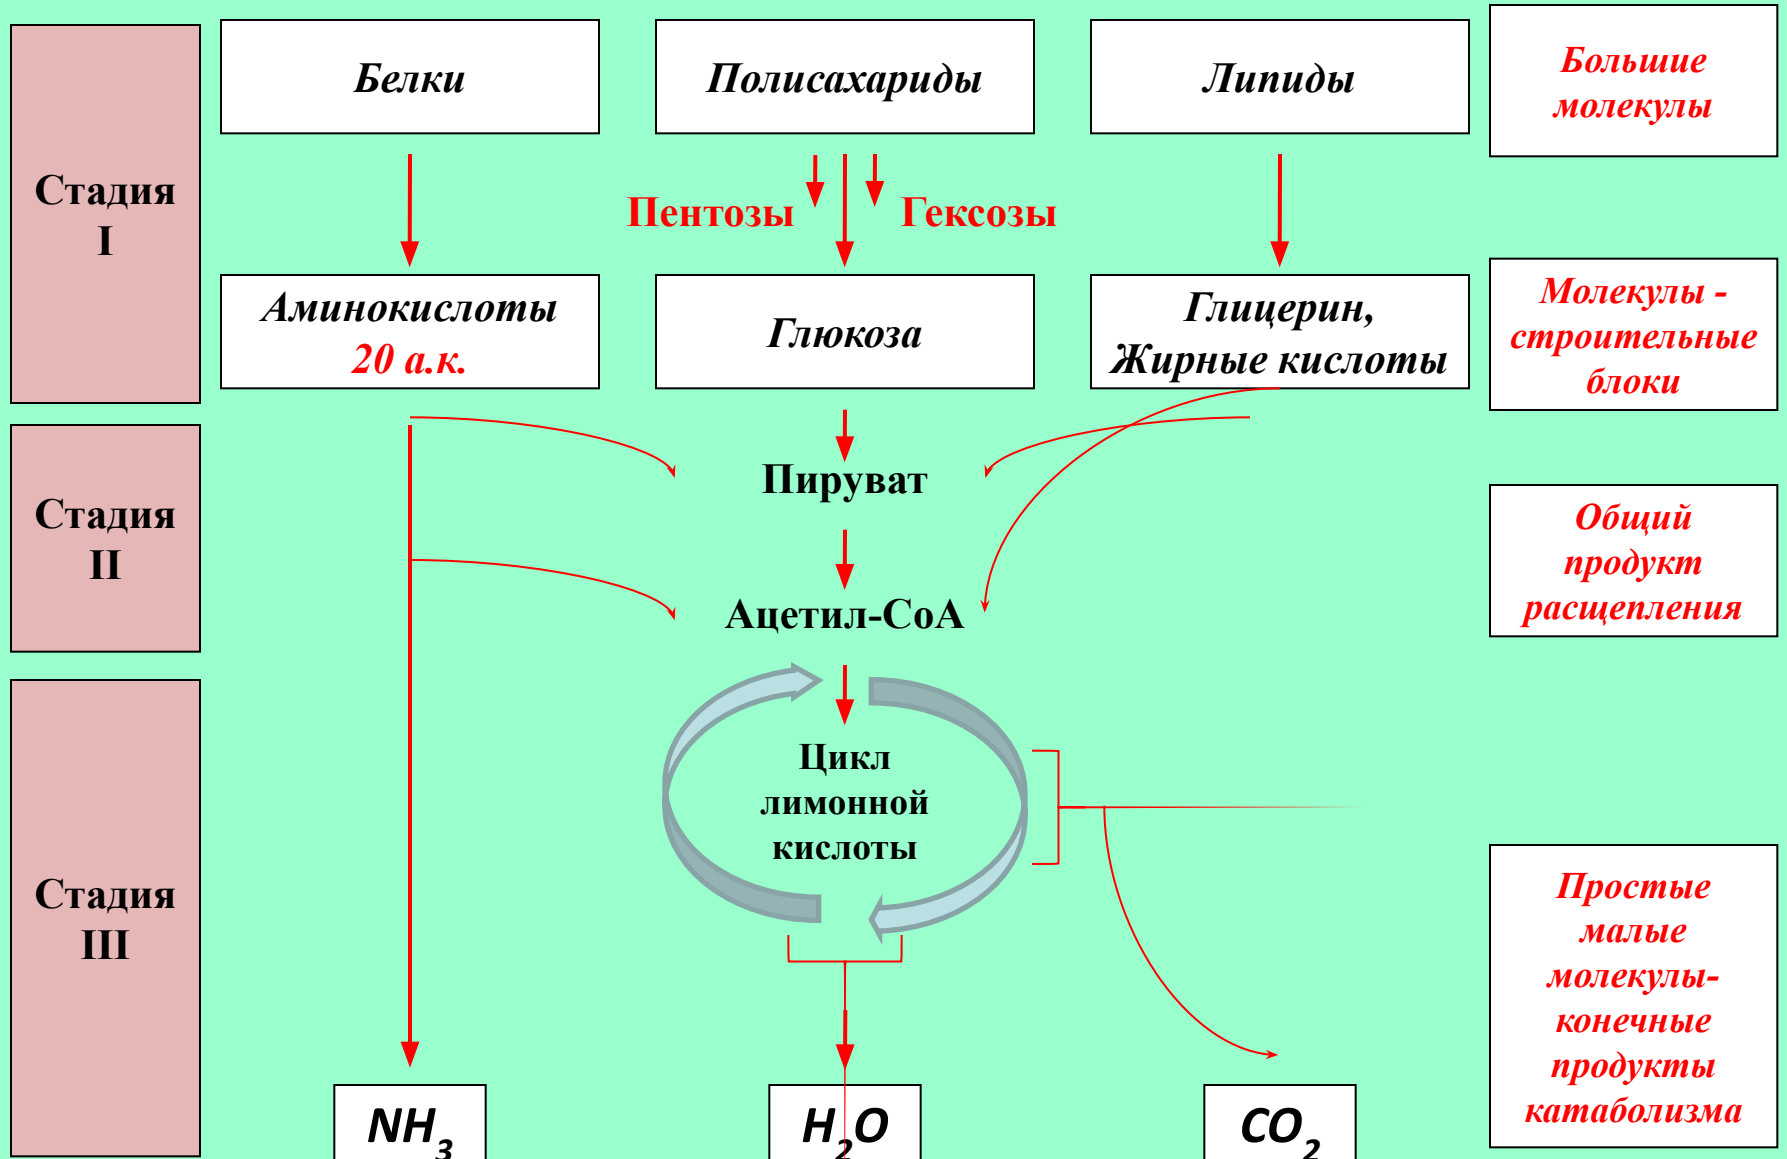 Стадия
I
Белки
Полисахариды
Липиды
Большие
молекулы
Пентозы
Гексозы
Аминокислоты
20 а.к.
Глюкоза
Глицерин,
Жирные кислоты
Молекулы -
строительные
блоки
Стадия
II
Пируват
Ацетил-СоА
Общий
продукт
расщепления
Стадия
III
Цикл
лимонной
кислоты
Простые
малые
молекулы-
конечные
продукты
катаболизма
NH3
H2O
CO2